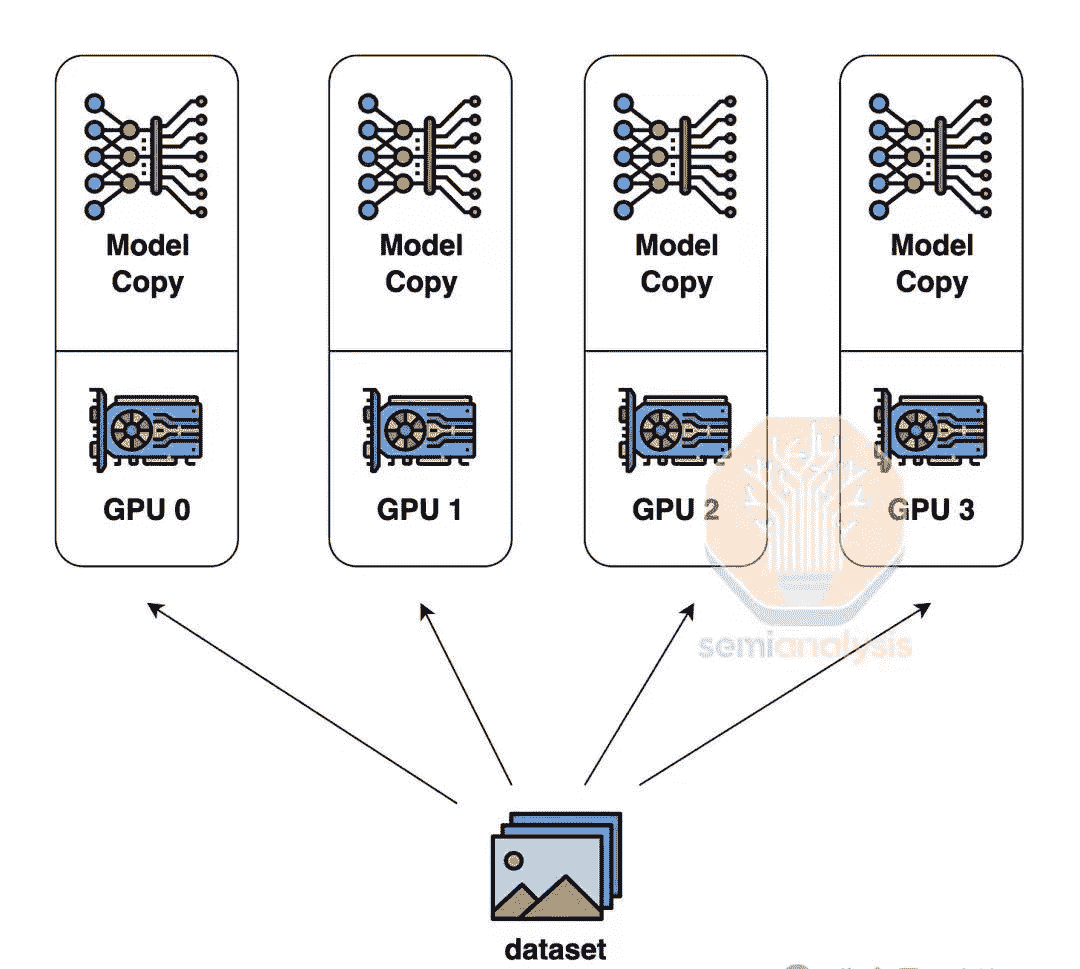 Model
Copy
Model
Copy
Model
Copy
Model
Copy
GPU 0
GPU 1
GPU 2
GPU 3
semianalysis
dataset